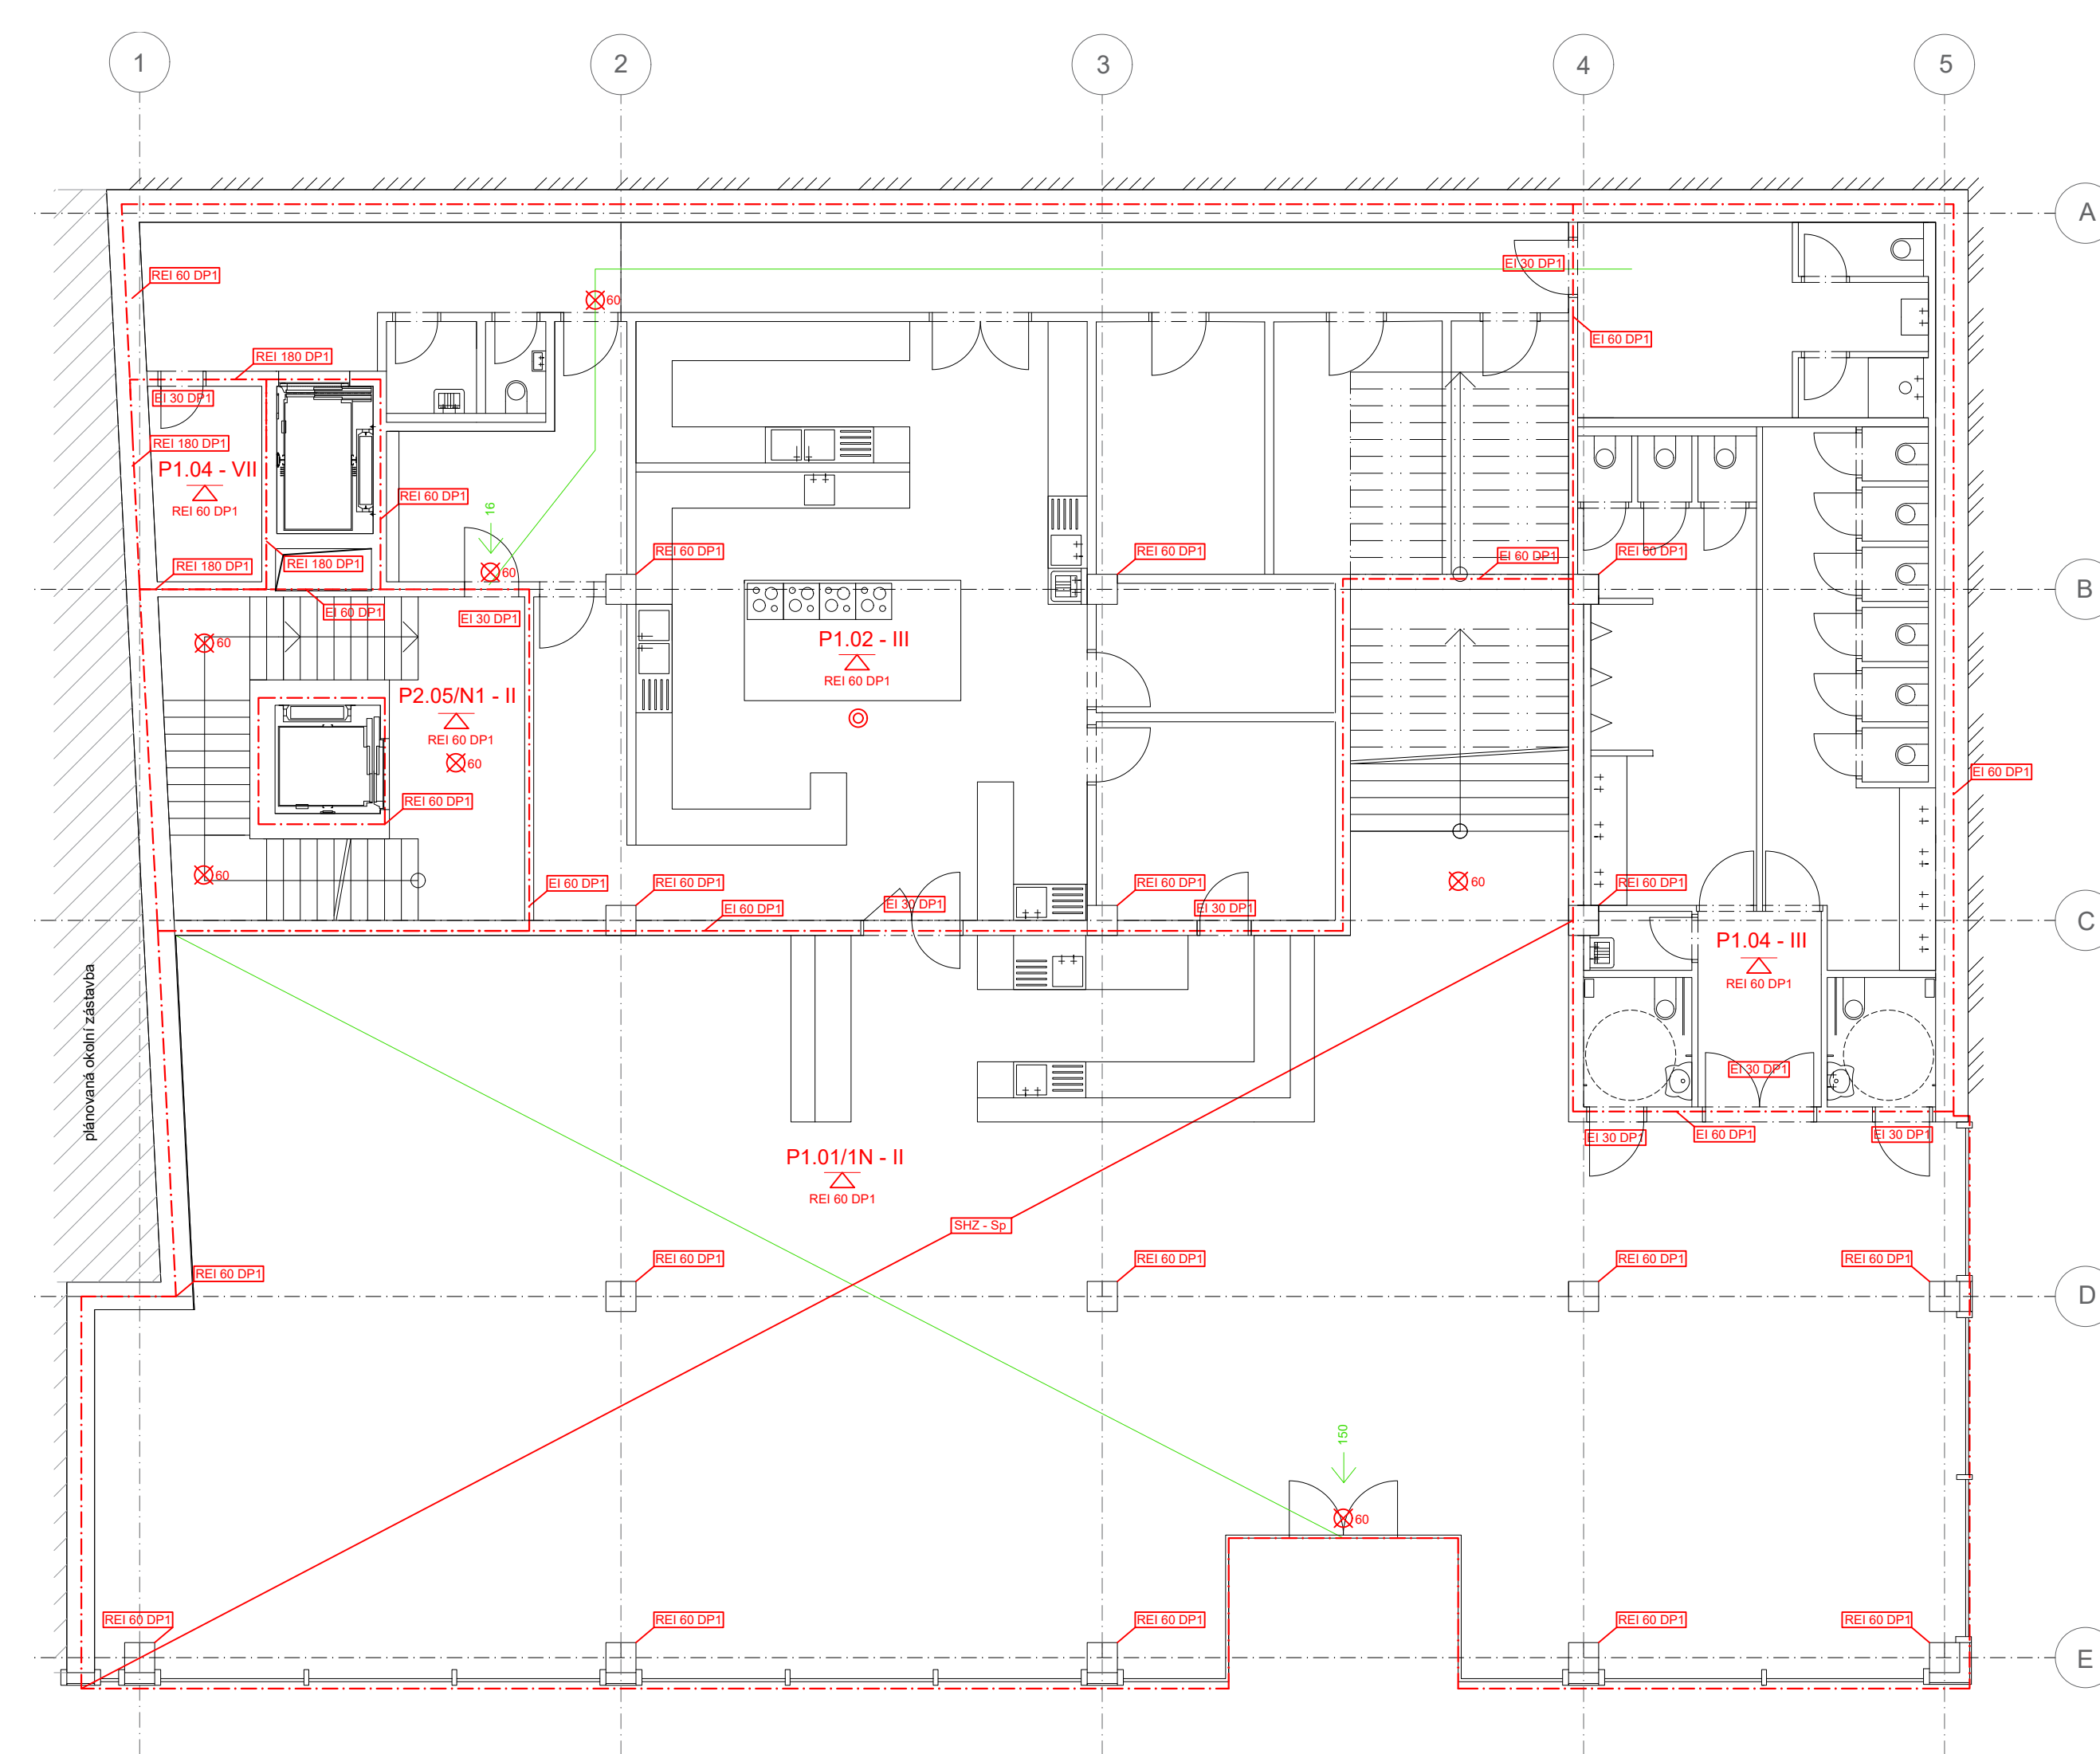 1
2
3
4
5
A
REI 60 DP1
EI 30 DP1
60
EI 60 DP1
REI 180 DP1
EI 30 DP1
REI 180 DP1
P1.04 - VII
REI 60 DP1
REI 60 DP1
16
REI 60 DP1
REI 60 DP1
EI 60 DP1
REI 60 DP1
REI 180 DP1
REI 180 DP1
60
B
EI 60 DP1
EI 30 DP1
60
P1.02 - III
REI 60 DP1
P2.05/N1 - II
REI 60 DP1
60
EI 60 DP1
REI 60 DP1
60
EI 60 DP1
REI 60 DP1
REI 60 DP1
60
REI 60 DP1
EI 60 DP1
EI 30 DP1
EI 30 DP1
C
P1.04 - III
REI 60 DP1
plánovaná okolní zástavba
EI 30 DP1
EI 30 DP1
EI 60 DP1
EI 30 DP1
P1.01/1N - II
REI 60 DP1
SHZ - Sp
REI 60 DP1
REI 60 DP1
REI 60 DP1
REI 60 DP1
REI 60 DP1
D
150
60
REI 60 DP1
REI 60 DP1
REI 60 DP1
REI 60 DP1
REI 60 DP1
E